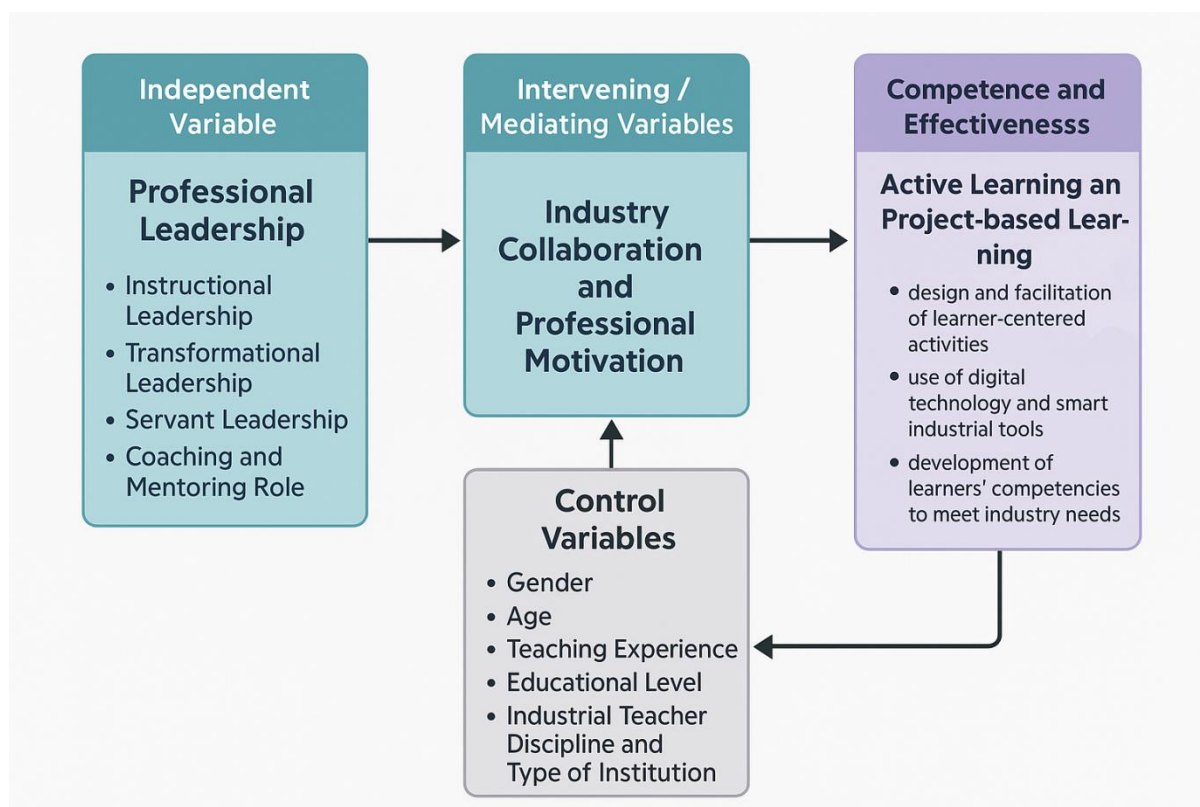 Independent
Variable
Professional
Leadership
• Instructional
Leadership
• Transformational
Leadership
• Servant Leadership
• Coaching and
Mentoring Role
Intervening /
Mediating Variables
Industry
Collaboration
and
Professional
Motivation
Competence and
Effectivenesss
Active Learning an
Project-based Lear-
ning
• design and facilitation
of learner-centered
activities
• use of digital
technology and smart
industrial tools
• development of
learners' competencies
to meet industry needs
Control
Variables
• Gender
• Age
• Teaching Experience
• Educational Level
• Industrial Teacher
Discipline and
Type of Institution